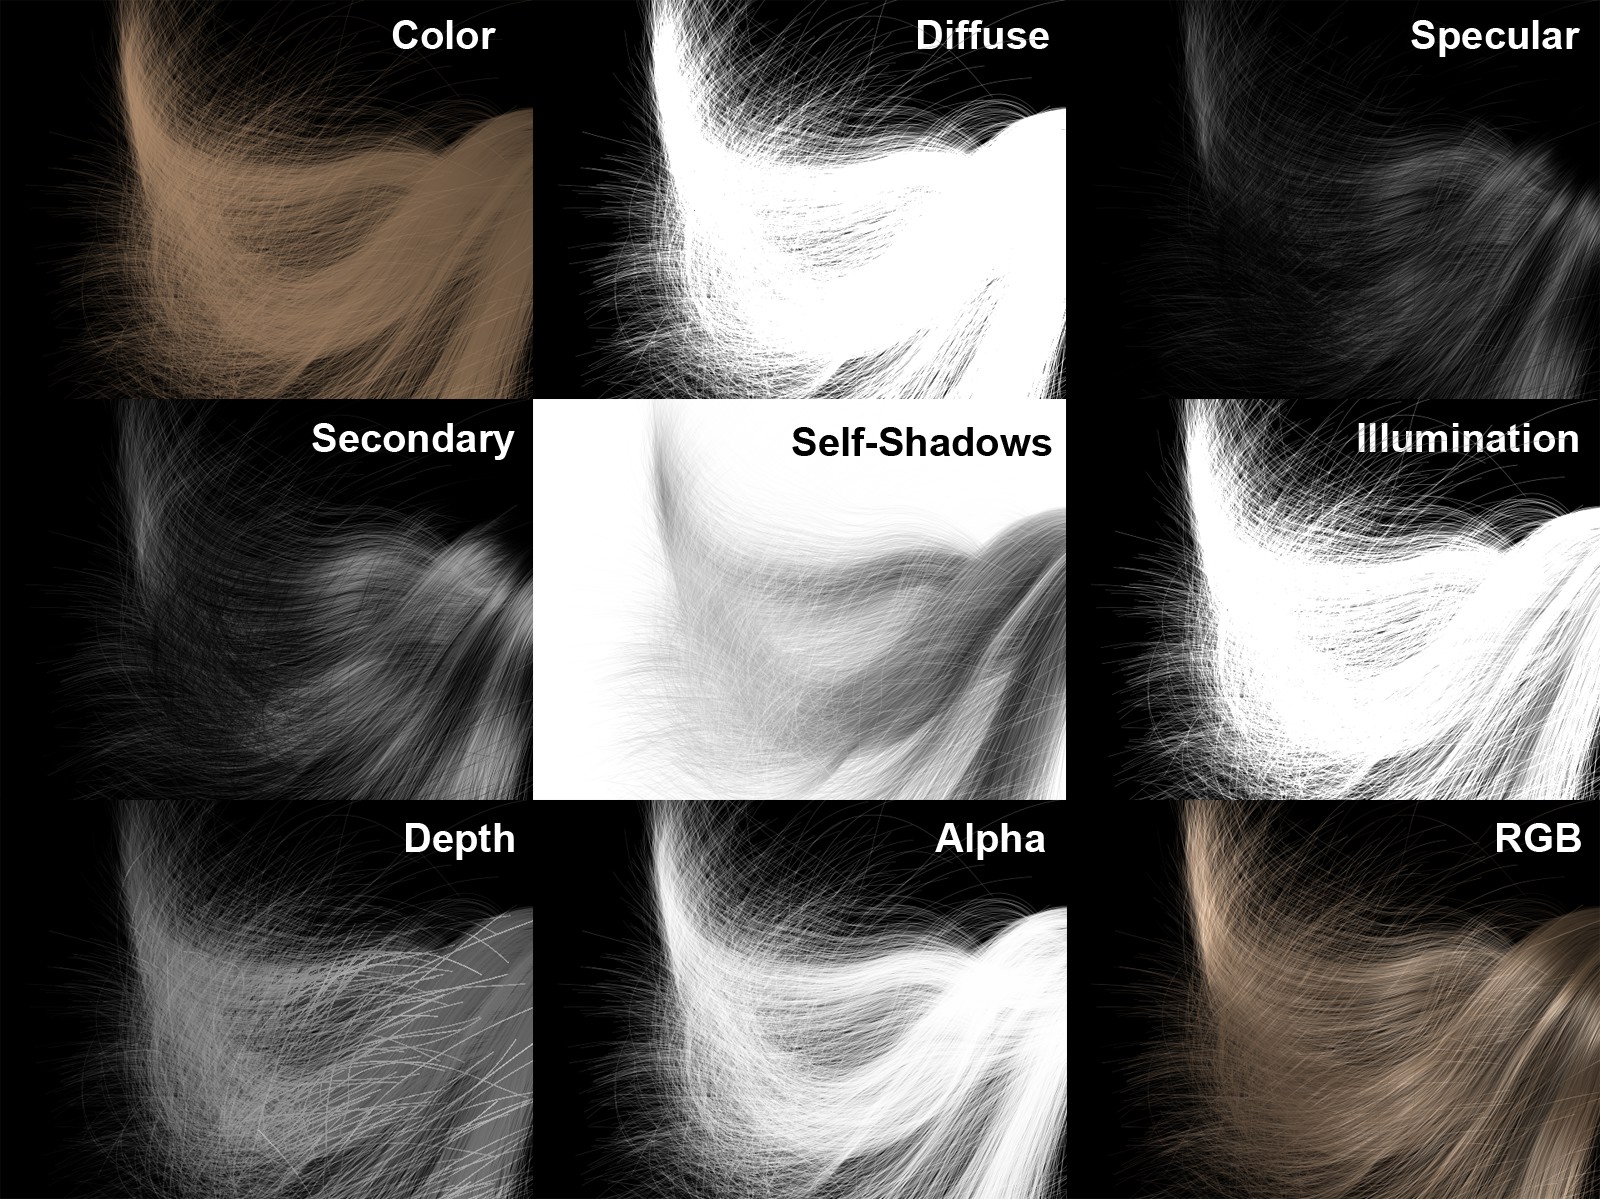 Color
Diffuse
Specular
Secondary
Self-Shadows
Illumination
Depth
Alpha
RGB